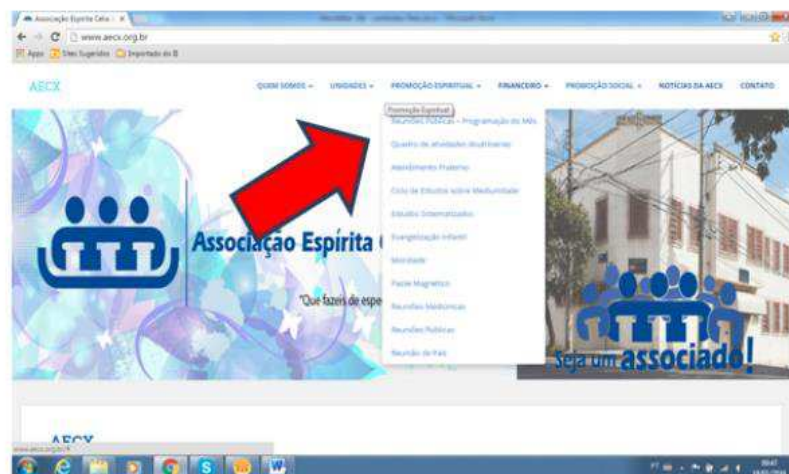 Associação Espírita Célia
www.aecx.org.br
Apps Sites Sugeridos Importado do IE
AECX
QUEM SOMOS UNIDADES PROMOÇÃO ESPIRITUAL FINANCEIRO PROMOÇÃO SOCIAL NOTÍCIAS DA AECX CONTATO
Promoção Espiritual
Reuniões Públicas – Programação do Mês
Quadro de atividades doutrinárias
Atendimento Fraterno
Ciclo de Estudos sobre Mediunidade
Estudos Sistematizados
Evangelização Infantil
Mocidade
Passe Magnético
Reuniões Mediúnicas
Reuniões Públicas
Reunião de Pais
Associação Espírita
"Que fazeis de espe
Seja um associado!
AECX
www.aecx.org.br/#
PT